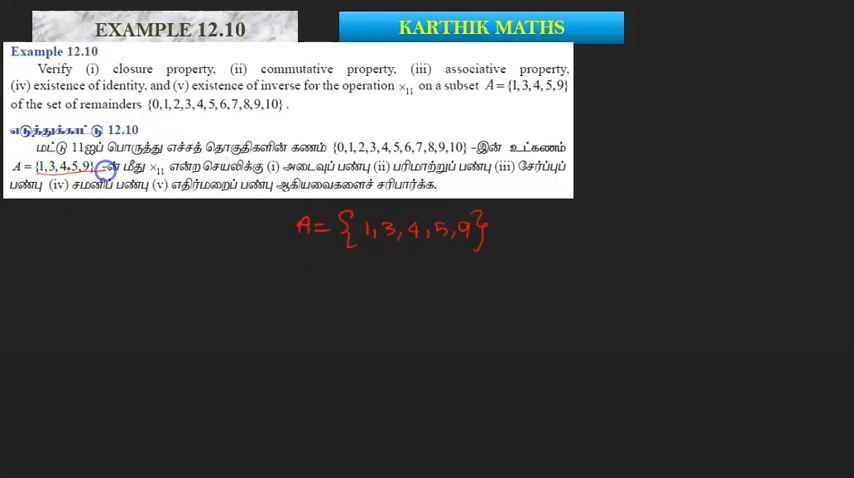 EXAMPLE 12.10
KARTHIK MATHS
Example 12.10
Verify (i) closure property, (ii) commutative property, (iii) associative property,
(iv) existence of identity, and (v) existence of inverse for the operation ×₁₁ on a subset A = {1,3,4,5,9}
of the set of remainders {0,1,2,3,4,5,6,7,8,9,10} .
எடுத்துக்காட்டு 12.10
மட்டு 11ஐப் பொருத்து எச்சத் தொகுதிகளின் கணம் {0,1,2,3,4,5,6,7,8,9,10} -இன் உட்கணம்
A = {1,3,4,5,9} -ன் மீது ×₁₁ என்ற செயலிக்கு (i) அடைவுப் பண்பு (ii) பரிமாற்றுப் பண்பு (iii) சேர்ப்புப்
பண்பு (iv) சமனிப் பண்பு (v) எதிர்மறைப் பண்பு ஆகியவைகளைச் சரிபார்க்க.
A = { 1, 3, 4, 5, 9 }